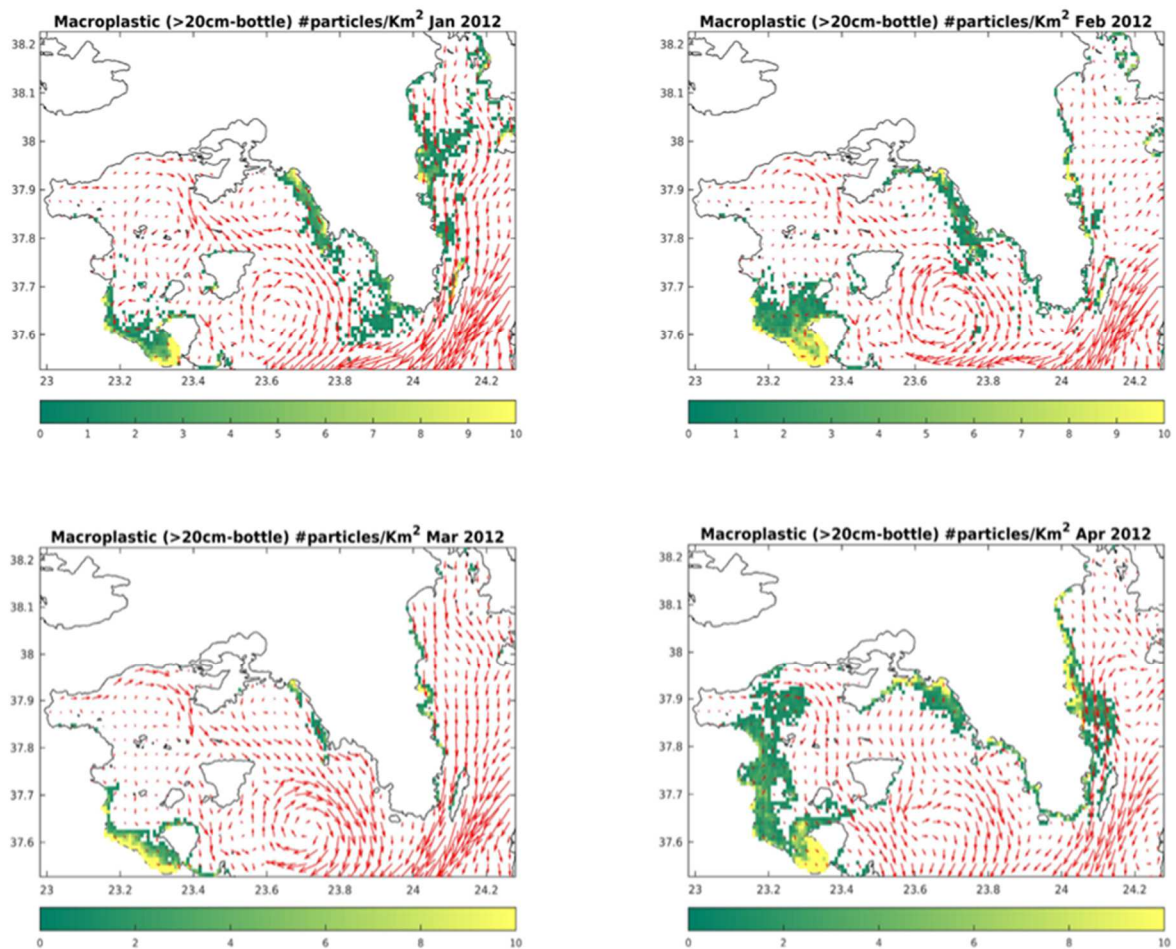 Macroplastic (>20cm-bottle) #particles/Km² Jan 2012
38.2
38.1
38
37.9
37.8
37.7
37.6
23 23.2 23.4 23.6 23.8 24 24.2
0 1 2 3 4 5 6 7 8 9 10
Macroplastic (>20cm-bottle) #particles/Km² Feb 2012
38.2
38.1
38
37.9
37.8
37.7
37.6
23 23.2 23.4 23.6 23.8 24 24.2
0 1 2 3 4 5 6 7 8 9 10
Macroplastic (>20cm-bottle) #particles/Km² Mar 2012
38.2
38.1
38
37.9
37.8
37.7
37.6
23 23.2 23.4 23.6 23.8 24 24.2
0 2 4 6 8 10
Macroplastic (>20cm-bottle) #particles/Km² Apr 2012
38.2
38.1
38
37.9
37.8
37.7
37.6
23 23.2 23.4 23.6 23.8 24 24.2
0 2 4 6 8 10